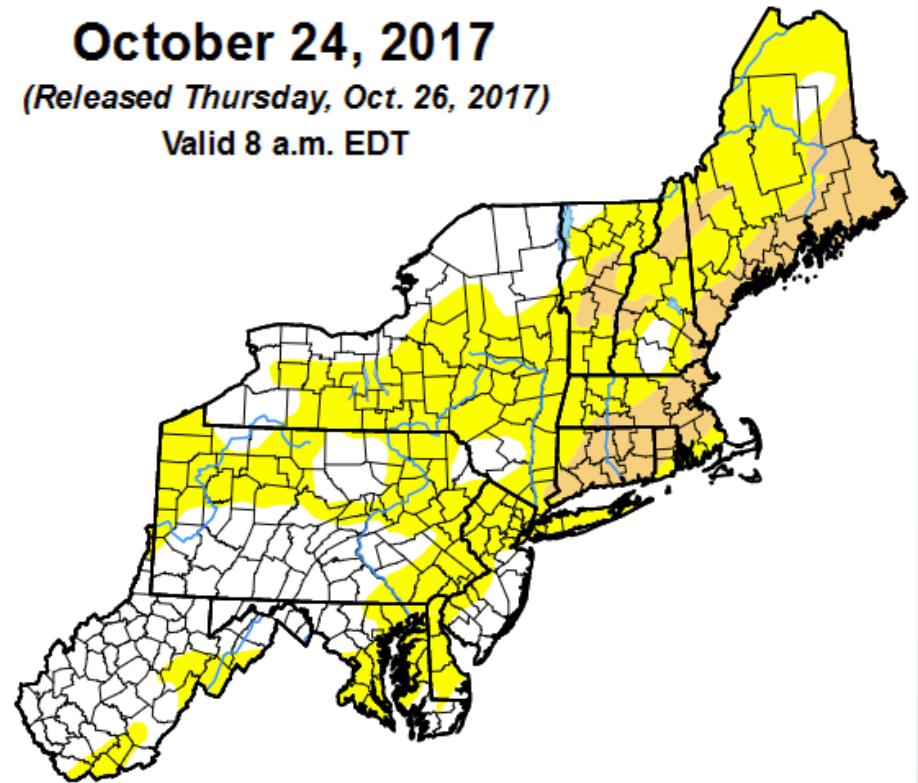 October 24, 2017
(Released Thursday, Oct. 26, 2017)
Valid 8 a.m. EDT